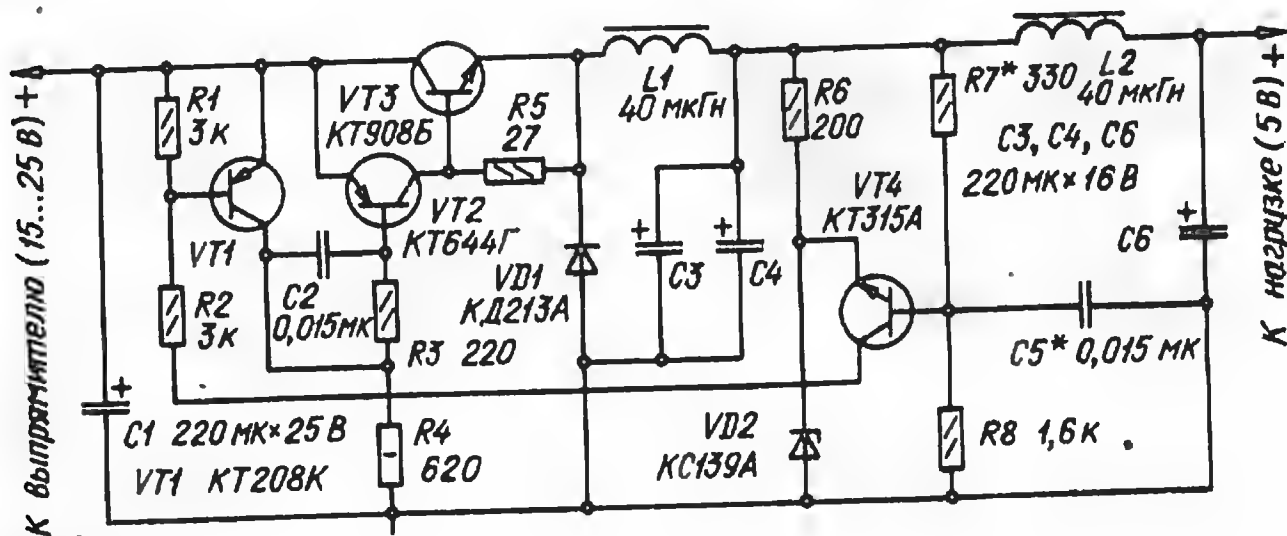 К выпрямителю (15...25 В) +
R1
3к
VT1
R2
3к
C1 220 мк×25 В
VT1 КТ208К
C2
0,015мк
VT3
КТ908Б
VT2
КТ644Г
R5
27
R3 220
R4
620
VD1
КД213А
L1
40 мкГн
C3
C4
R6
200
VT4
КТ315А
VD2
КС139А
R7* 330
L2
40 мкГн
C3, C4, C6
220 мк×16 В
C6
C5* 0,015 мк
R8 1,6к
К нагрузке (5 В) +